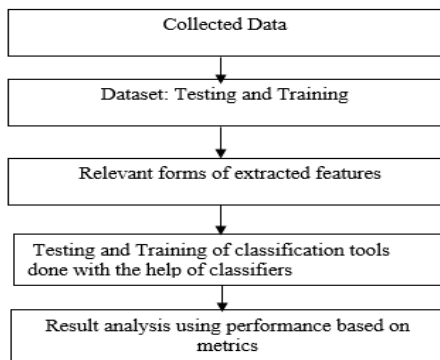 Collected Data
Dataset: Testing and Training
Relevant forms of extracted features
Testing and Training of classification tools
done with the help of classifiers
Result analysis using performance based on
metrics